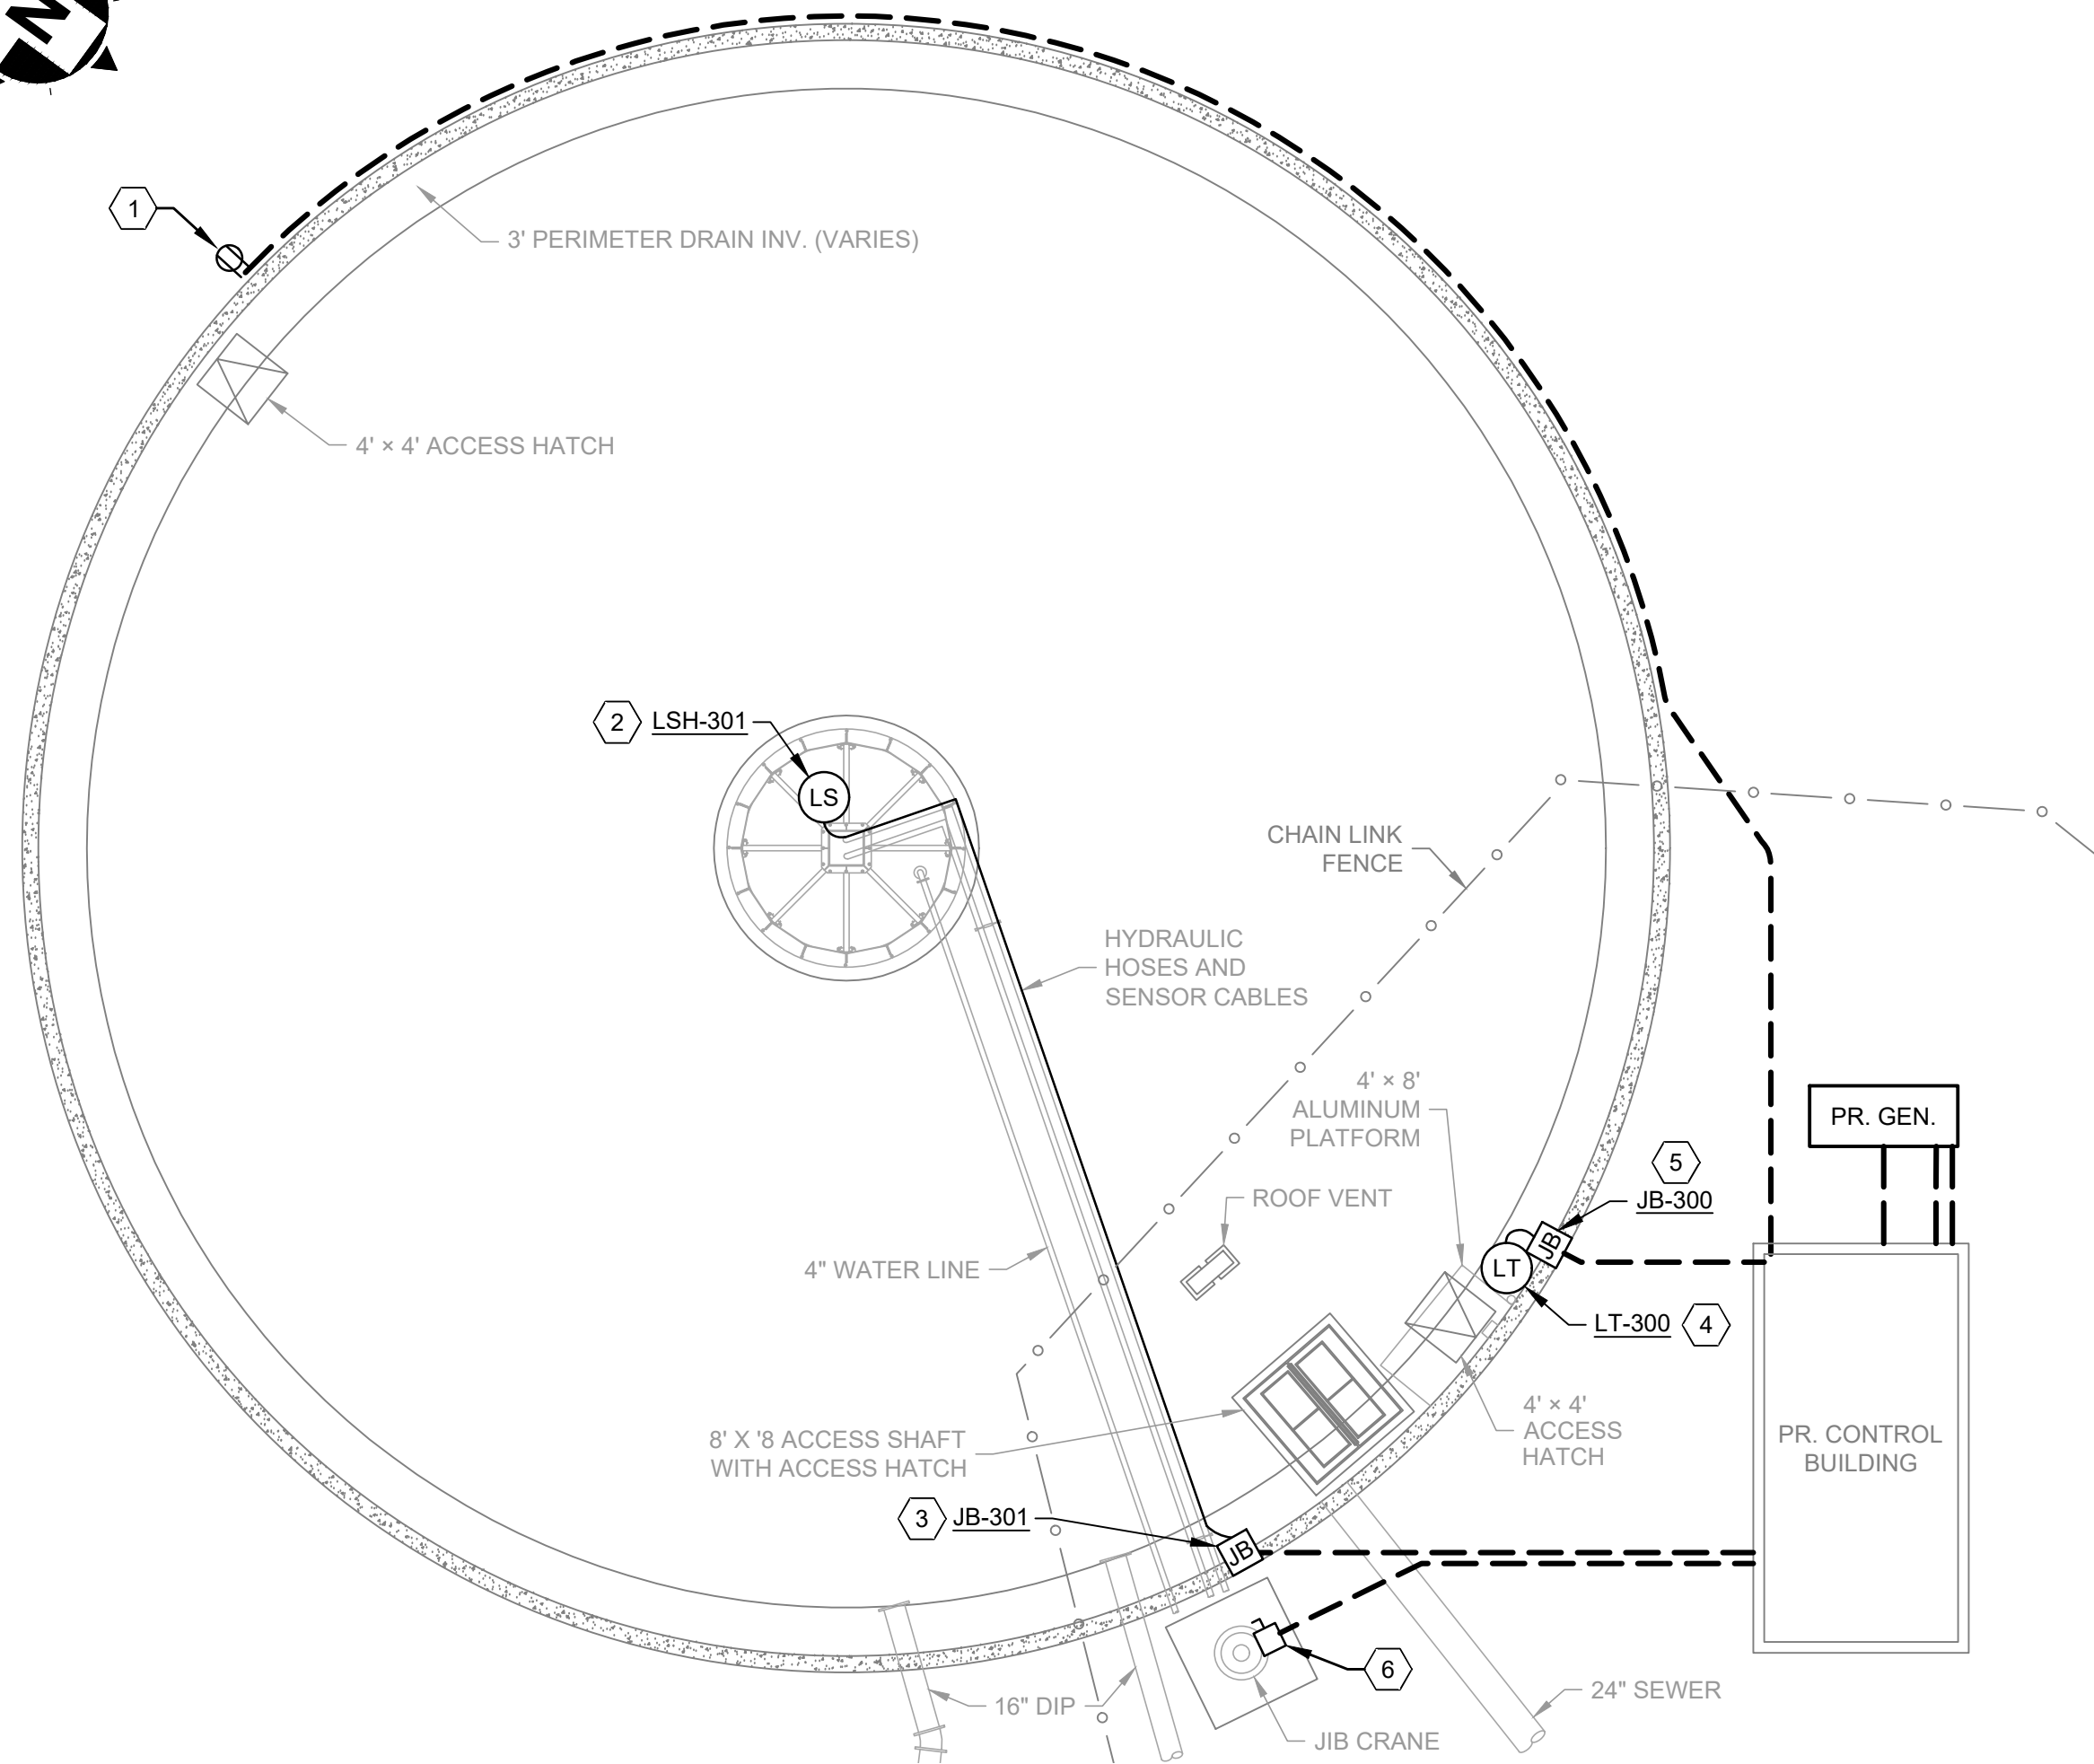 N
1
3' PERIMETER DRAIN INV. (VARIES)
4' × 4' ACCESS HATCH
2 LSH-301
LS
CHAIN LINK
FENCE
HYDRAULIC
HOSES AND
SENSOR CABLES
4' × 8'
ALUMINUM
PLATFORM
PR. GEN.
5
JB-300
ROOF VENT
JB
LT
4" WATER LINE
LT-300 4
4' × 4'
ACCESS
HATCH
8' X '8 ACCESS SHAFT
WITH ACCESS HATCH
PR. CONTROL
BUILDING
3 JB-301
JB
6
16" DIP
24" SEWER
JIB CRANE